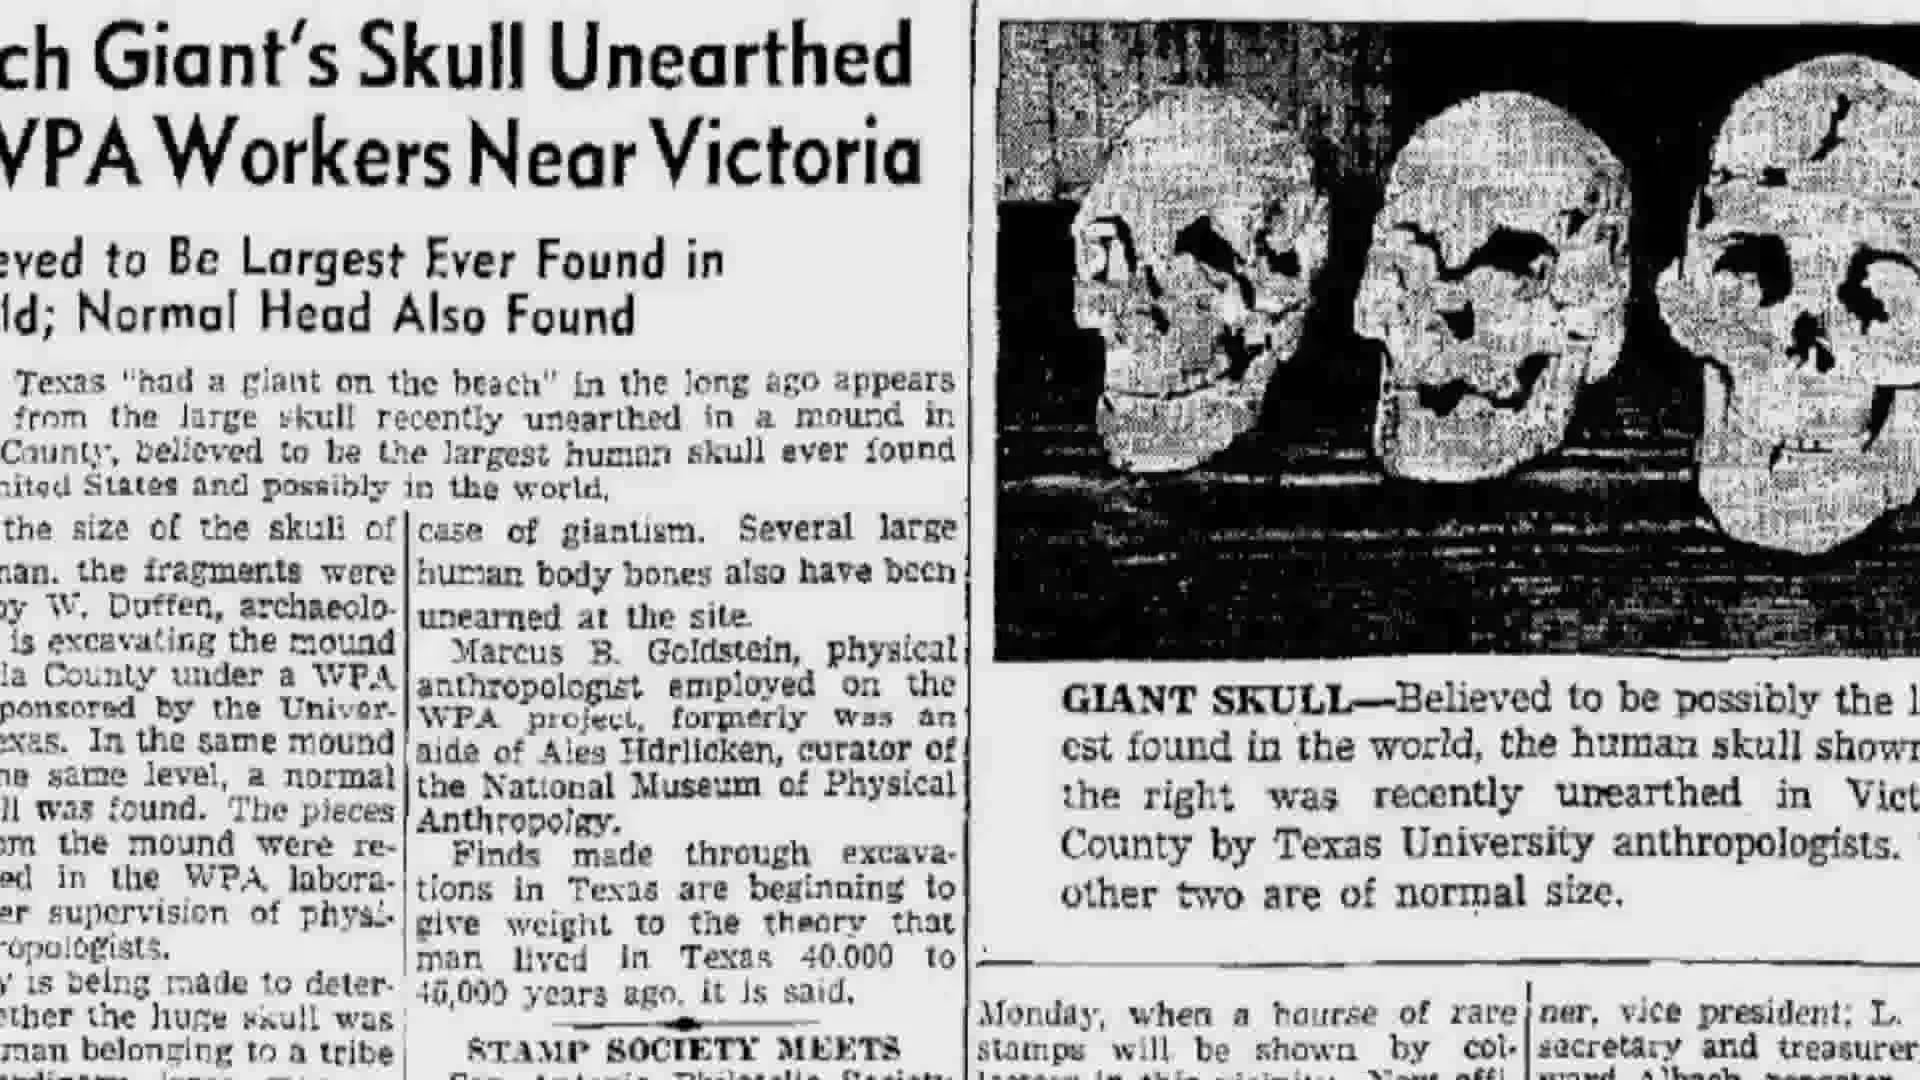 ch Giant's Skull Unearthed
WPA Workers Near Victoria
eved to Be Largest Ever Found in
ld; Normal Head Also Found
Texas "had a giant on the beach" in the long ago appears
from the large skull recently unearthed in a mound in
County, believed to be the largest human skull ever found
nited States and possibly in the world.
the size of the skull of
man. the fragments were
by W. Duffen, archaeolo-
is excavating the mound
ia County under a WPA
ponsored by the Univer-
exas. In the same mound
he same level, a normal
ll was found. The pieces
om the mound were re-
ed in the WPA labora-
er supervision of physi-
ropologists.
y is being made to deter-
ether the huge skull was
man belonging to a tribe
case of giantism. Several large
human body bones also have been
unearned at the site.
Marcus B. Goldstein, physical
anthropologist employed on the
WPA project, formerly was an
aide of Ales Hdrlicken, curator of
the National Museum of Physical
Anthropolgy.
Finds made through excava-
tions in Texas are beginning to
give weight to the theory that
man lived in Texas 40.000 to
45,000 years ago. it is said.
STAMP SOCIETY MEETS
GIANT SKULL—Believed to be possibly the l
est found in the world, the human skull shown
the right was recently unearthed in Vict
County by Texas University anthropologists.
other two are of normal size.
Monday, when a bourse of rare
stamps will be shown by col-
ner, vice president; L.
secretary and treasurer